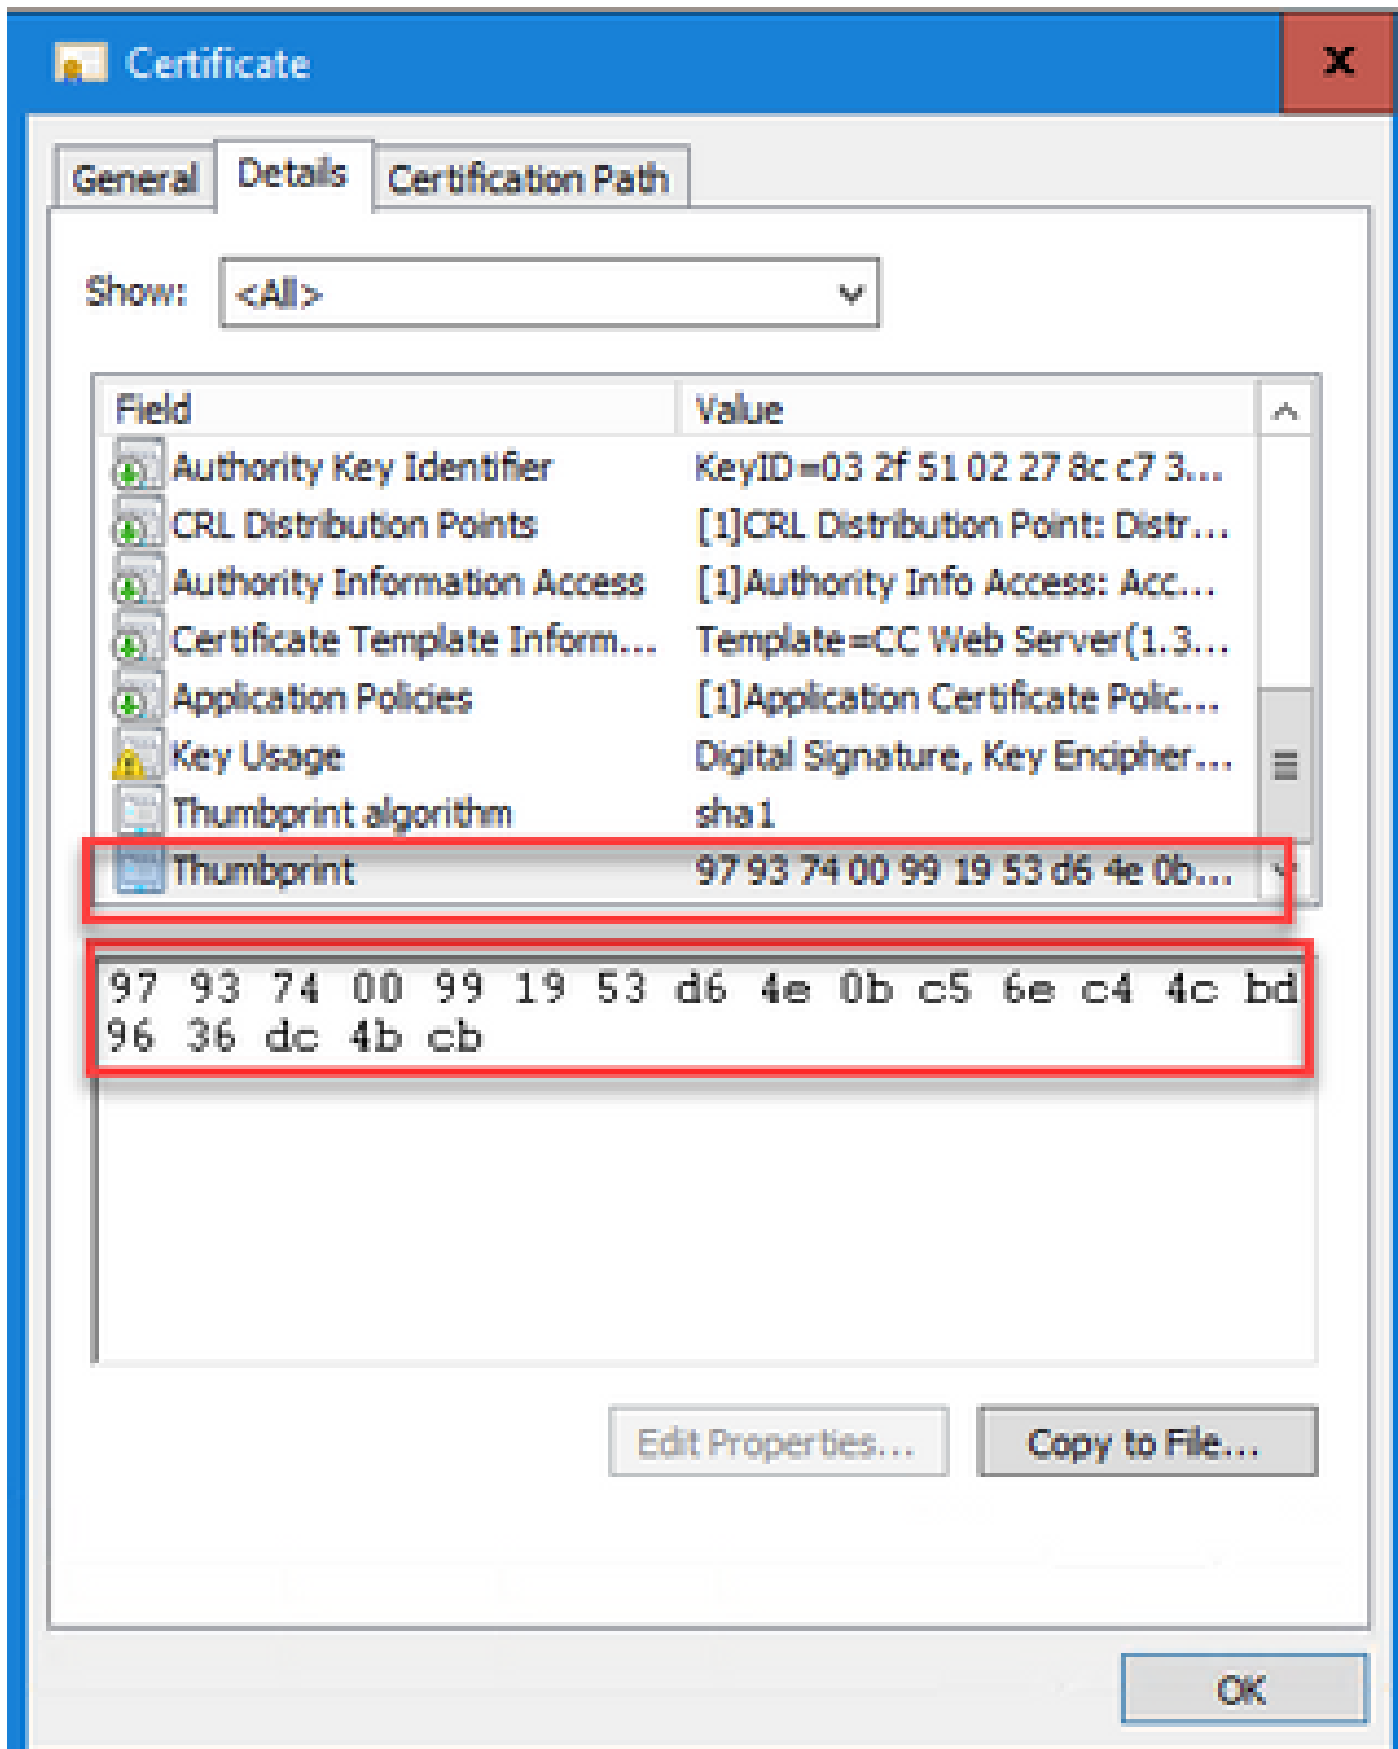 Certificate
x
General Details Certification Path
Show: <All>
Field Value
Authority Key Identifier KeyID=03 2f 51 02 27 8c c7 3...
CRL Distribution Points [1]CRL Distribution Point: Distr...
Authority Information Access [1]Authority Info Access: Acc...
Certificate Template Inform... Template=CC Web Server(1.3...
Application Policies [1]Application Certificate Polic...
Key Usage Digital Signature, Key Encipher...
Thumbprint algorithm sha1
Thumbprint 97 93 74 00 99 19 53 d6 4e 0b...
97 93 74 00 99 19 53 d6 4e 0b c5 6e c4 4c bd
96 36 dc 4b cb
Edit Properties... Copy to File...
OK